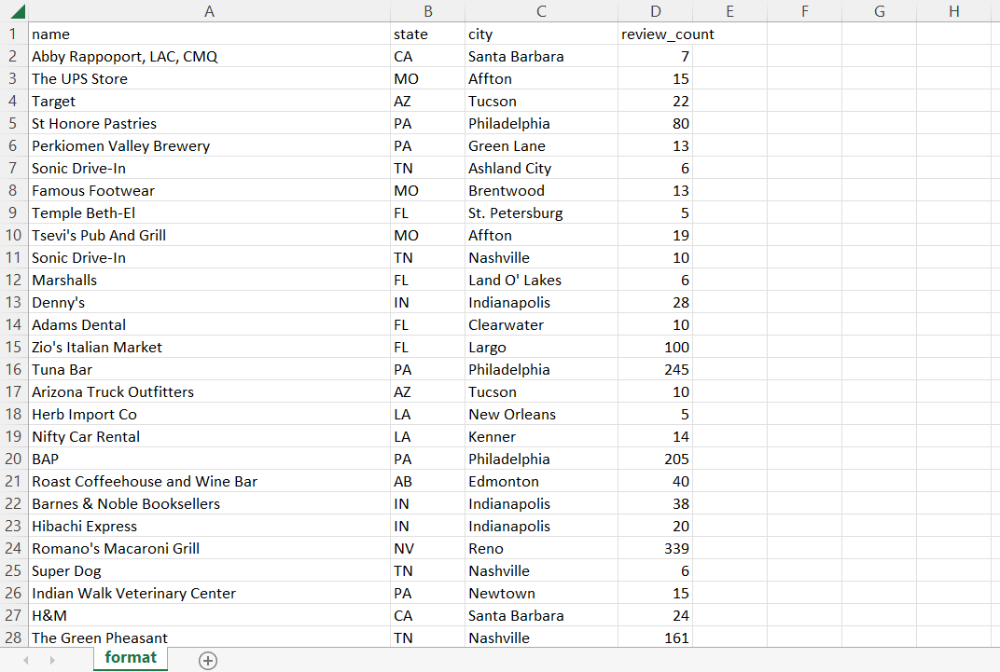 A B C D E F G H
1 name state city review_count
2 Abby Rappoport, LAC, CMQ CA Santa Barbara 7
3 The UPS Store MO Affton 15
4 Target AZ Tucson 22
5 St Honore Pastries PA Philadelphia 80
6 Perkiomen Valley Brewery PA Green Lane 13
7 Sonic Drive-In TN Ashland City 6
8 Famous Footwear MO Brentwood 13
9 Temple Beth-El FL St. Petersburg 5
10 Tsevi's Pub And Grill MO Affton 19
11 Sonic Drive-In TN Nashville 10
12 Marshalls FL Land O' Lakes 6
13 Denny's IN Indianapolis 28
14 Adams Dental FL Clearwater 10
15 Zio's Italian Market FL Largo 100
16 Tuna Bar PA Philadelphia 245
17 Arizona Truck Outfitters AZ Tucson 10
18 Herb Import Co LA New Orleans 5
19 Nifty Car Rental LA Kenner 14
20 BAP PA Philadelphia 205
21 Roast Coffeehouse and Wine Bar AB Edmonton 40
22 Barnes & Noble Booksellers IN Indianapolis 38
23 Hibachi Express IN Indianapolis 20
24 Romano's Macaroni Grill NV Reno 339
25 Super Dog TN Nashville 6
26 Indian Walk Veterinary Center PA Newtown 15
27 H&M CA Santa Barbara 24
28 The Green Pheasant TN Nashville 161
format